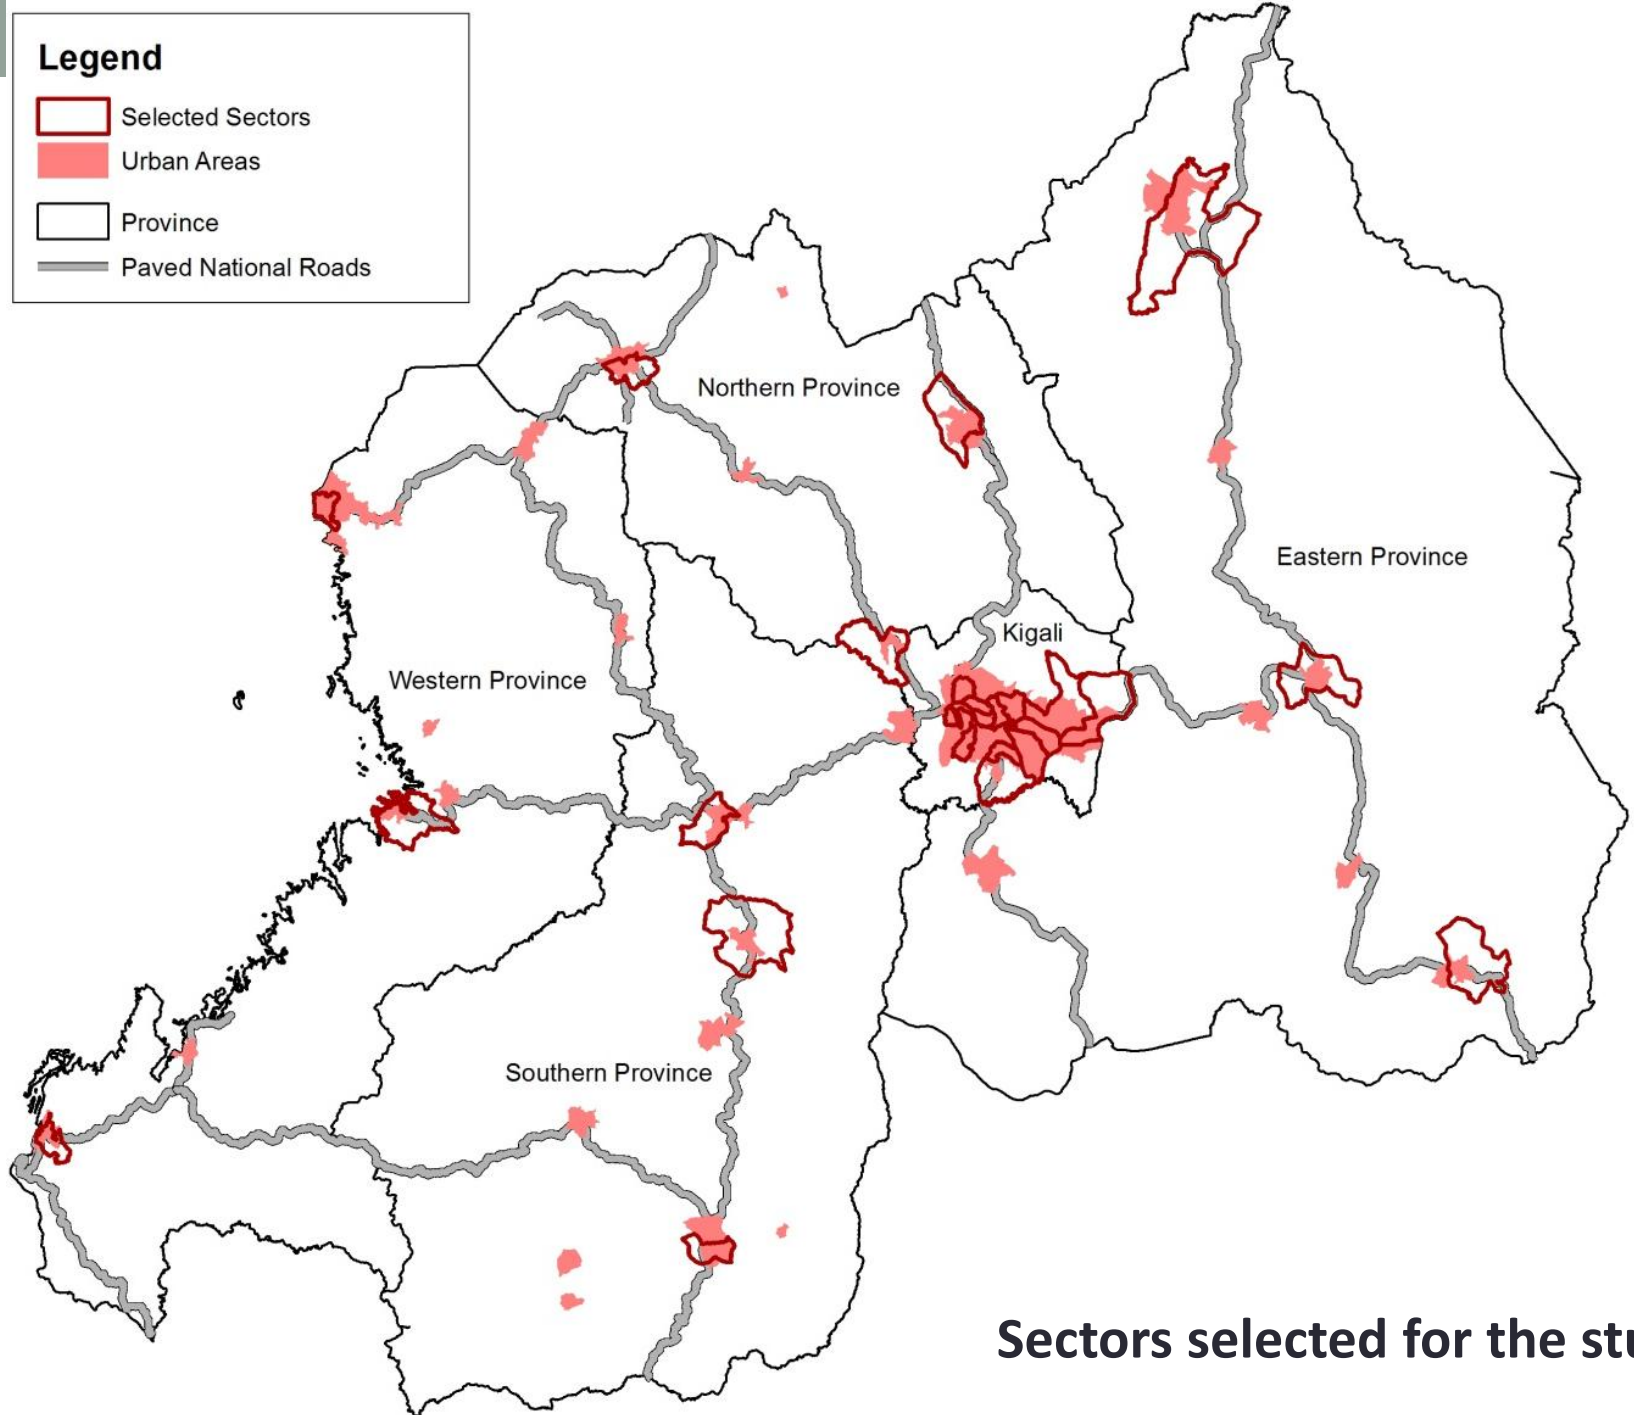 Legend
Selected Sectors
Urban Areas
Province
Paved National Roads
Northern Province
Eastern Province
Kigali
Western Province
Southern Province
Sectors selected for the